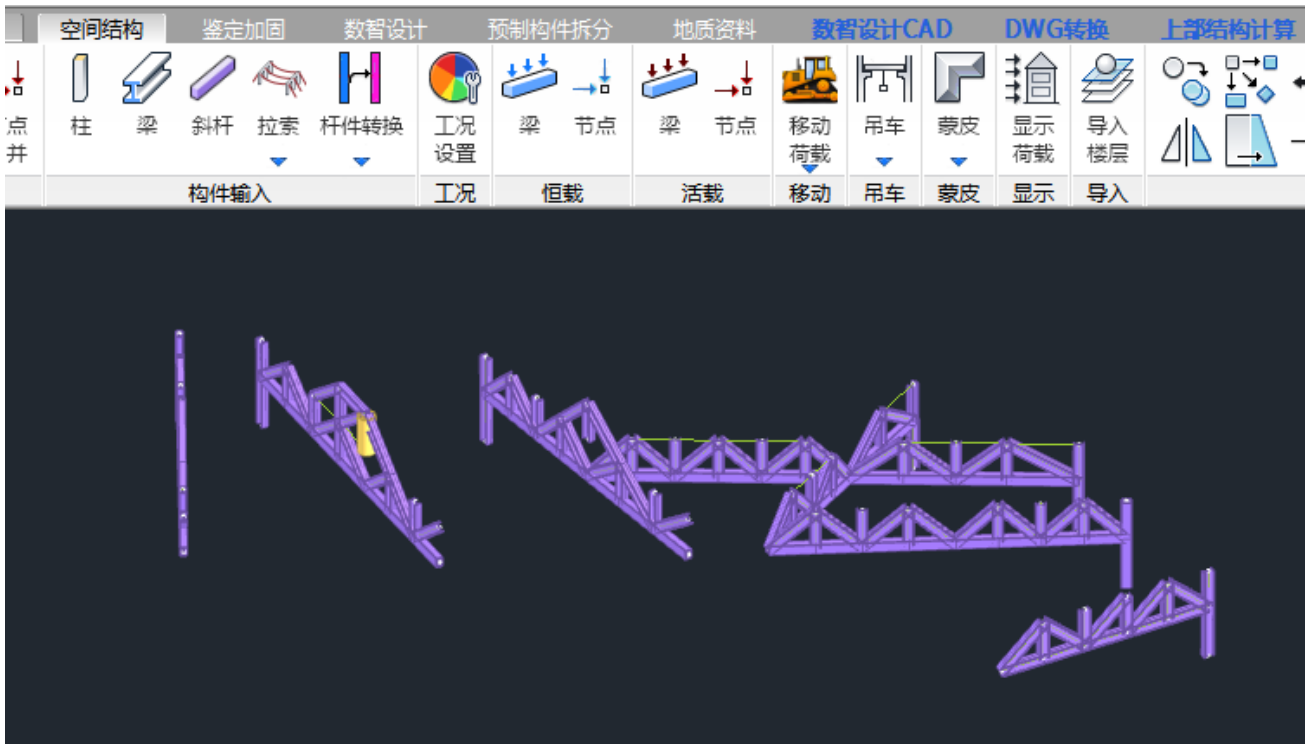 空间结构 鉴定加固 数智设计 预制构件拆分 地质资料 数智设计CAD DWG转换 上部结构计算
点 柱 梁 斜杆 拉索 杆件转换 工况 梁 节点 梁 节点 移动 吊车 蒙皮 显示 导入
并 设置 荷载 荷载 楼层
构件输入 工况 恒载 活载 移动 吊车 蒙皮 显示 导入